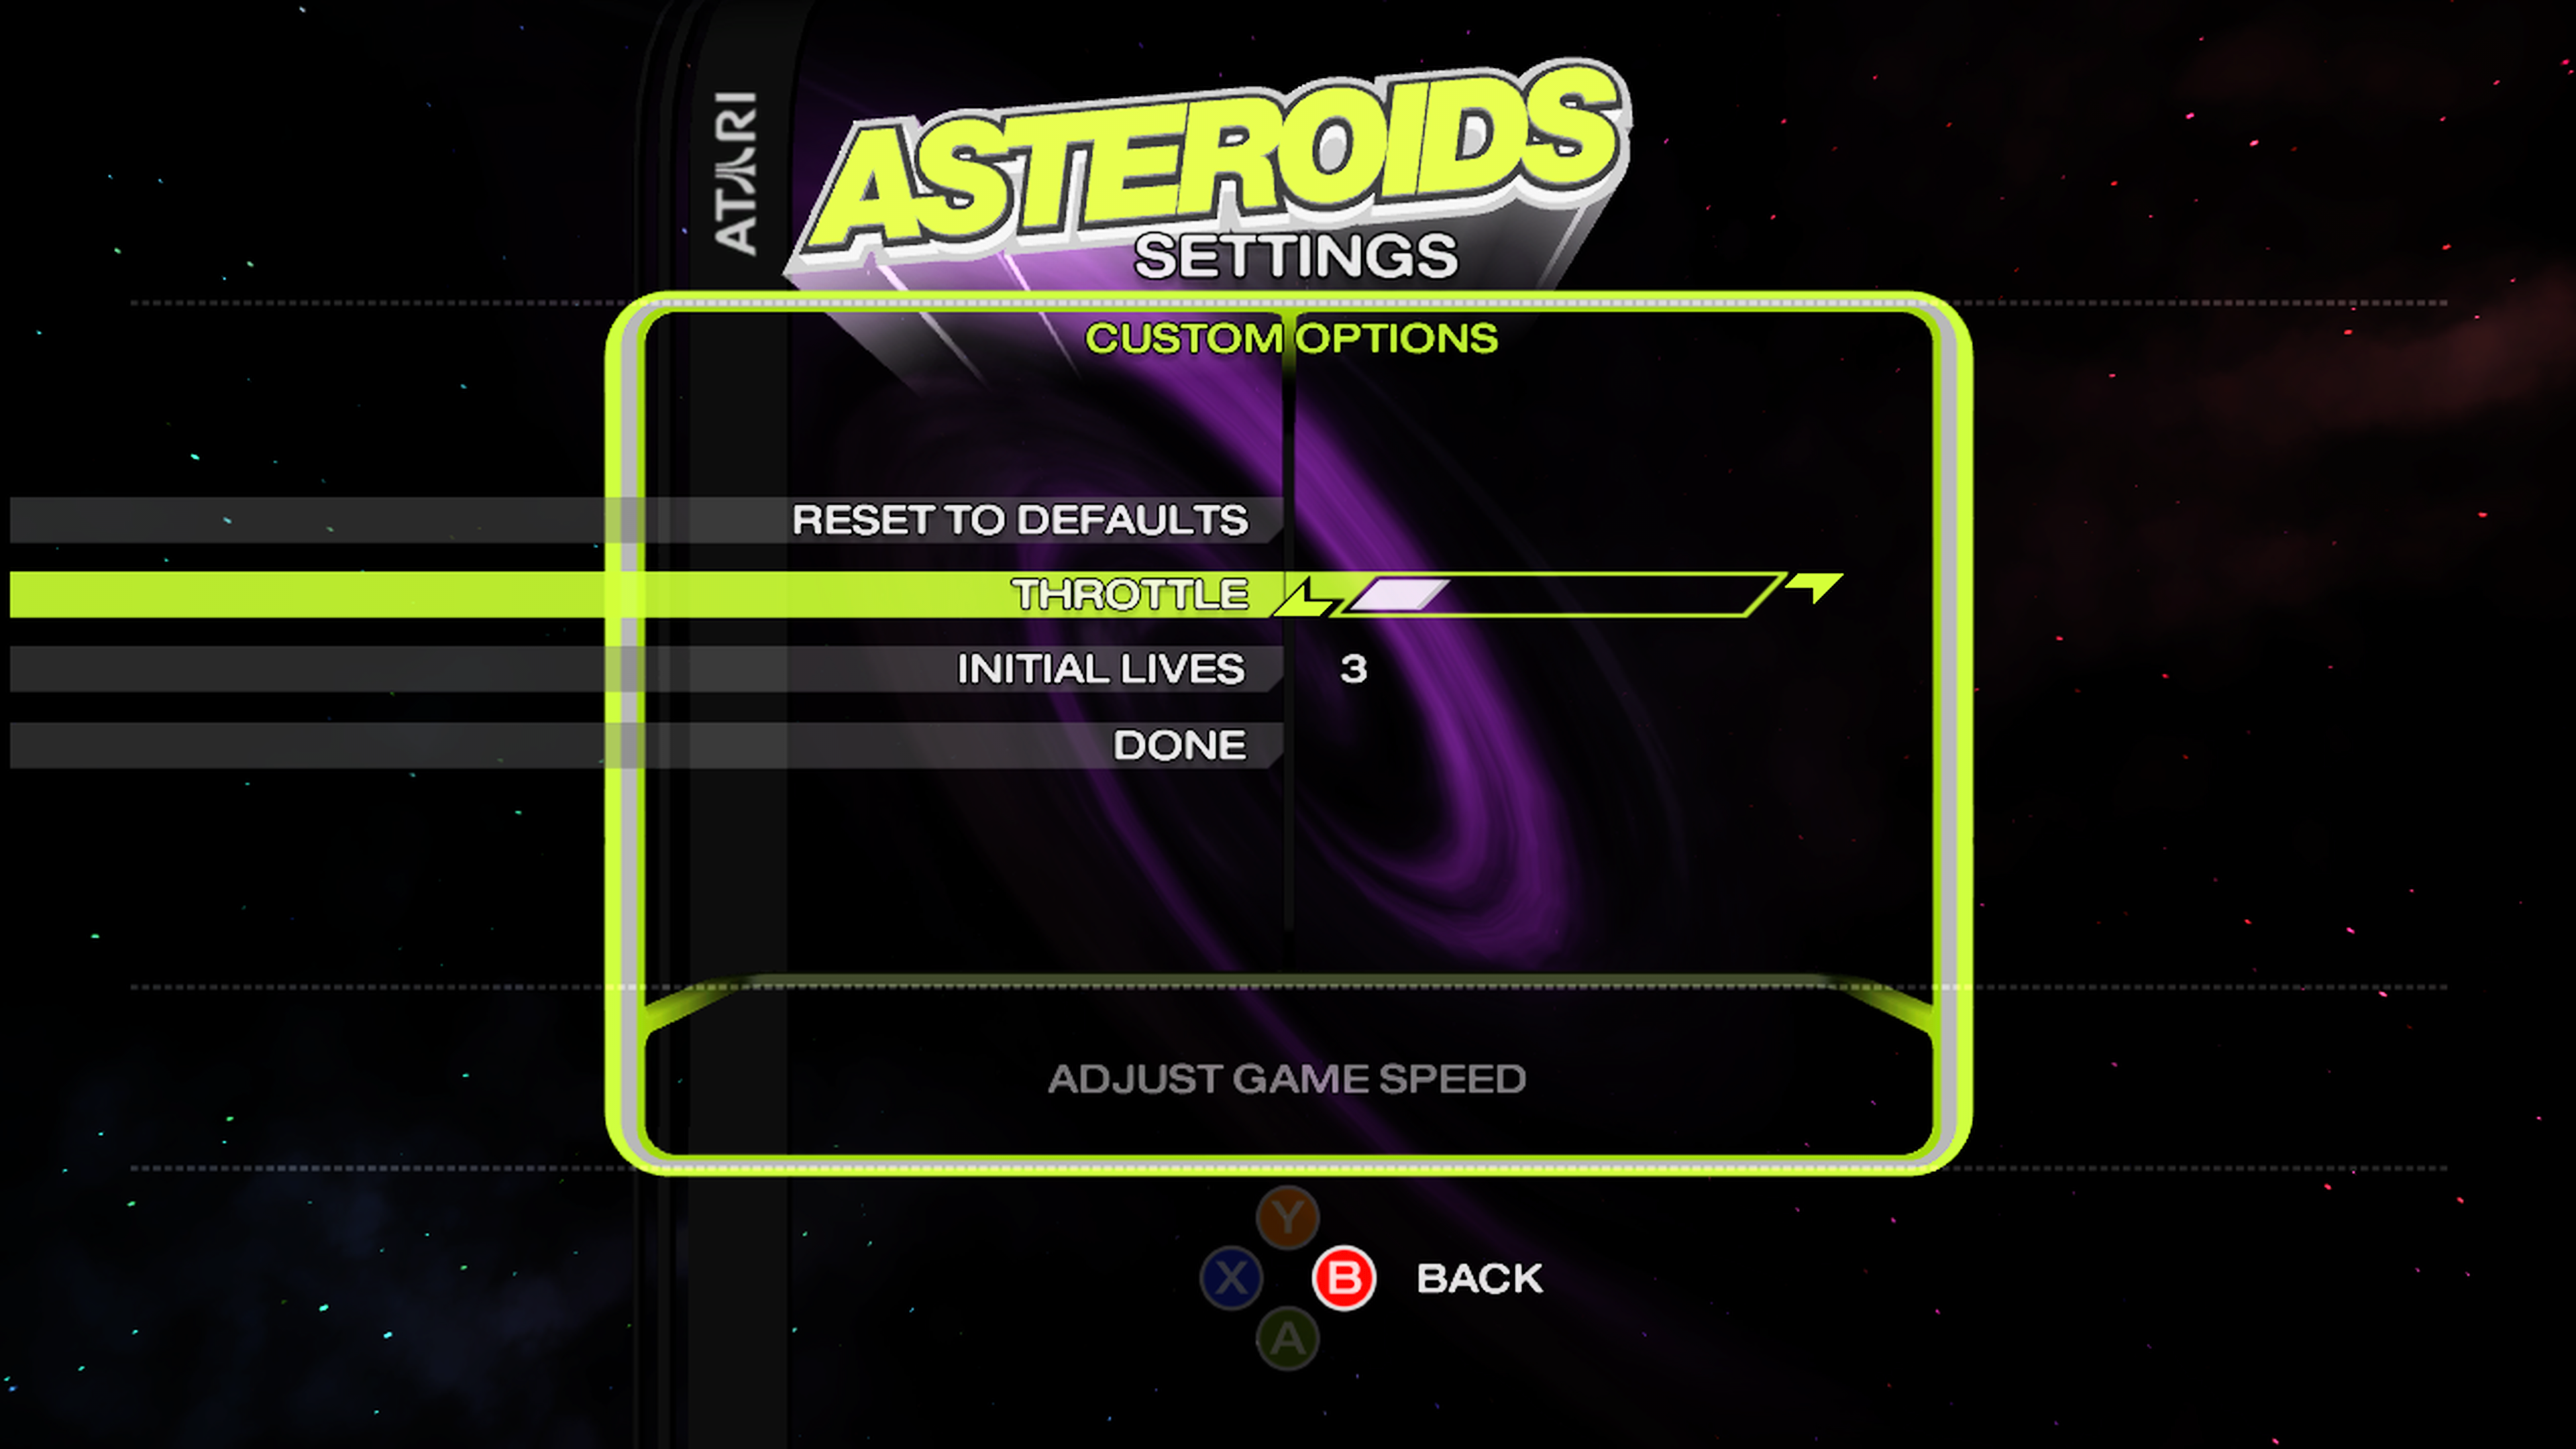 ATARI
ASTEROIDS
SETTINGS
CUSTOM OPTIONS
RESET TO DEFAULTS
THROTTLE
INITIAL LIVES 3
DONE
ADJUST GAME SPEED
Y
X B BACK
A